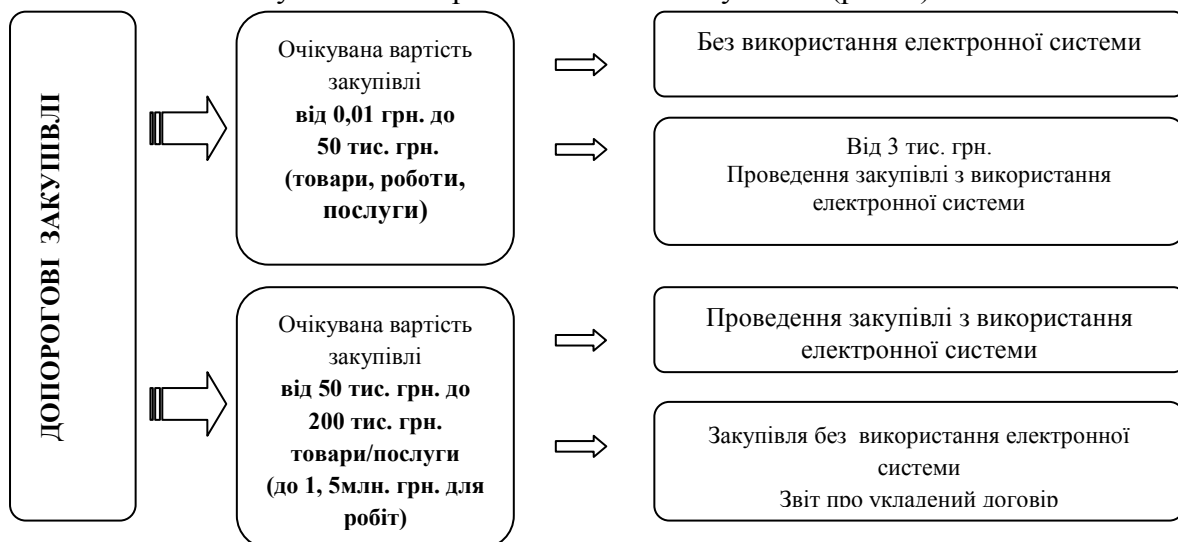 ДОПОРОГОВІ ЗАКУПІВЛІ
Очікувана вартість
закупівлі
від 0,01 грн. до
50 тис. грн.
(товари, роботи,
послуги)
Без використання електронної системи
Від 3 тис. грн.
Проведення закупівлі з використання
електронної системи
Очікувана вартість
закупівлі
від 50 тис. грн. до
200 тис. грн.
товари/послуги
(до 1, 5млн. грн. для
робіт)
Проведення закупівлі з використання
електронної системи
Закупівля без використання електронної
системи
Звіт про укладений договір